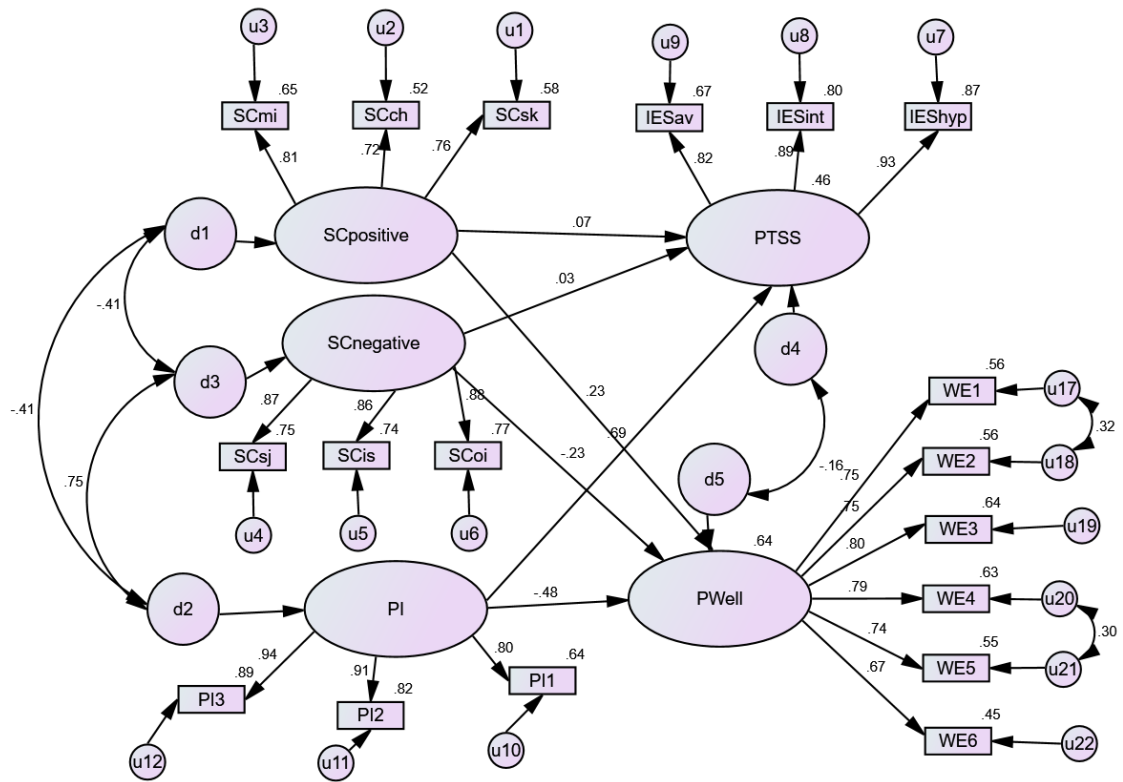 u3
u2
u1
u9
u8
u7
.65
.52
.58
.67
.80
.87
SCmi
SCch
SCsk
IESav
IESint
IEShyp
.81
.72
.76
.82
.89
.93
.46
d1
SCpositive
PTSS
.07
.03
-.41
SCnegative
d3
d4
.87
.86
.88
.23
.75
.74
.77
SCsj
SCis
SCoi
-.41
.69
-.23
.75
u4
u5
u6
d5
-.16
.56
WE1
u17
.75
.32
.56
WE2
u18
.75
.64
WE3
u19
.80
.64
PWell
.63
WE4
u20
.79
.30
.55
WE5
u21
.74
.67
.45
WE6
u22
d2
PI
-.48
.94
.91
.80
.89
.82
.64
PI3
PI2
PI1
u12
u11
u10